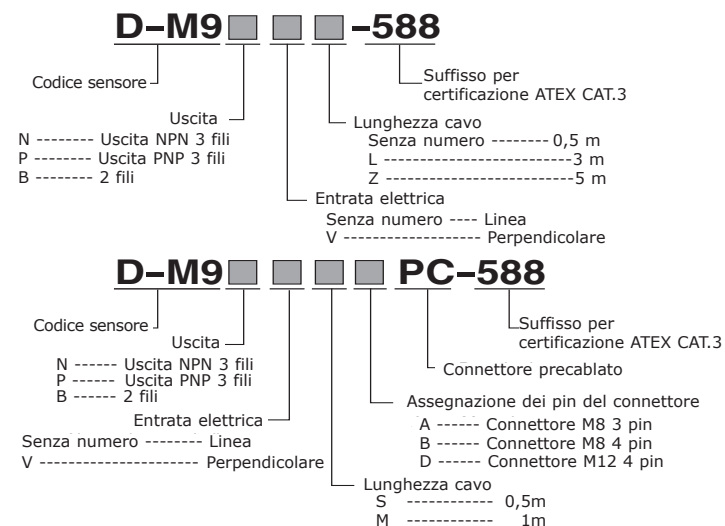 D-M9 -588
Codice sensore
Suffisso per
certificazione ATEX CAT.3
Uscita
N -------- Uscita NPN 3 fili
P -------- Uscita PNP 3 fili
B -------- 2 fili
Lunghezza cavo
Senza numero -------- 0,5 m
L --------------------------3 m
Z --------------------------5 m
Entrata elettrica
Senza numero ---- Linea
V ------------------- Perpendicolare
D-M9 PC-588
Codice sensore
Suffisso per
certificazione ATEX CAT.3
Uscita
N ------ Uscita NPN 3 fili
P ------ Uscita PNP 3 fili
B ------ 2 fili
Connettore precablato
Assegnazione dei pin del connettore
A ------ Connettore M8 3 pin
B ------ Connettore M8 4 pin
D ------ Connettore M12 4 pin
Entrata elettrica
Senza numero -------- Linea
V ----------------------- Perpendicolare
Lunghezza cavo
S ------------ 0,5m
M ------------ 1m